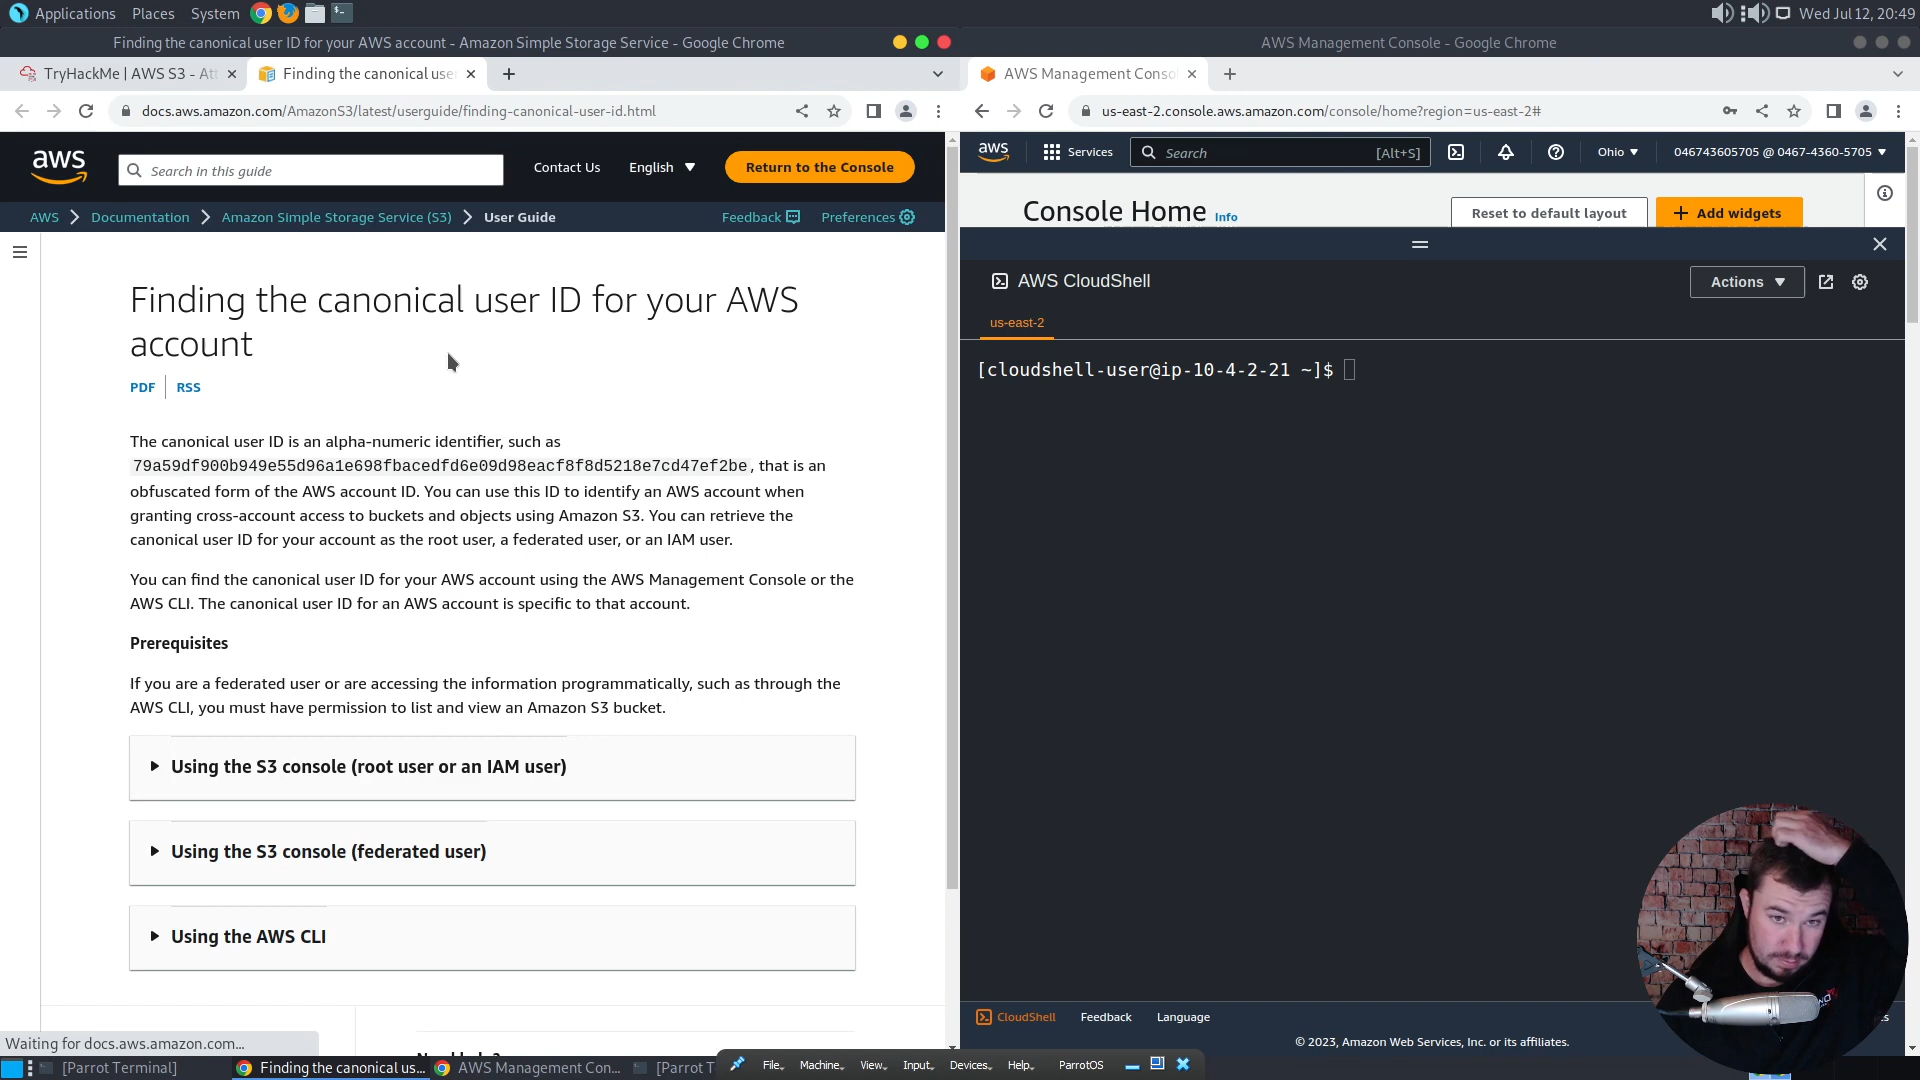 Applications Places System
Wed Jul 12, 20:49
Finding the canonical user ID for your AWS account - Amazon Simple Storage Service - Google Chrome
TryHackMe | AWS S3 - Att
Finding the canonical use
docs.aws.amazon.com/AmazonS3/latest/userguide/finding-canonical-user-id.html
aws
Search in this guide
Contact Us
English
Return to the Console
AWS Documentation Amazon Simple Storage Service (S3) User Guide
Feedback
Preferences
Finding the canonical user ID for your AWS
account
PDF
RSS
The canonical user ID is an alpha-numeric identifier, such as
79a59df900b949e55d96a1e698fbacedfd6e09d98eacf8f8d5218e7cd47ef2be, that is an
obfuscated form of the AWS account ID. You can use this ID to identify an AWS account when
granting cross-account access to buckets and objects using Amazon S3. You can retrieve the
canonical user ID for your account as the root user, a federated user, or an IAM user.
You can find the canonical user ID for your AWS account using the AWS Management Console or the
AWS CLI. The canonical user ID for an AWS account is specific to that account.
Prerequisites
If you are a federated user or are accessing the information programmatically, such as through the
AWS CLI, you must have permission to list and view an Amazon S3 bucket.
Using the S3 console (root user or an IAM user)
Using the S3 console (federated user)
Using the AWS CLI
Waiting for docs.aws.amazon.com...
AWS Management Console - Google Chrome
AWS Management Conso
us-east-2.console.aws.amazon.com/console/home?region=us-east-2#
aws
Services
Search
[Alt+S]
Ohio
046743605705 @ 0467-4360-5705
Console Home Info
Reset to default layout
Add widgets
AWS CloudShell
Actions
us-east-2
[cloudshell-user@ip-10-4-2-21 ~]$
CloudShell
Feedback
Language
© 2023, Amazon Web Services, Inc. or its affiliates.
[Parrot Terminal]
Finding the canonical us...
AWS Management Con...
[Parrot T
File
Machine
View
Input
Devices
Help
ParrotOS